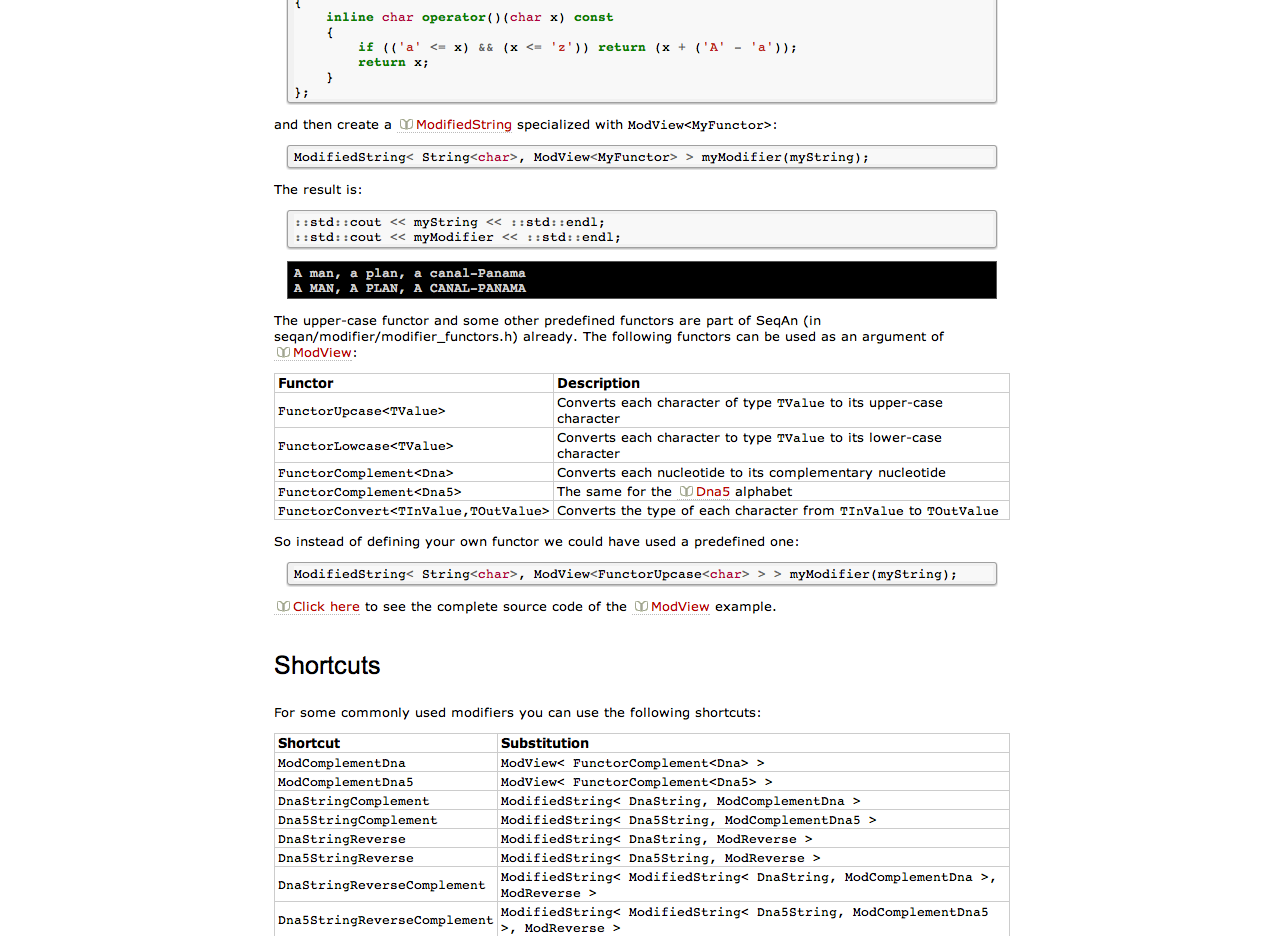 {
    inline char operator()(char x) const
    {
        if (('a' <= x) && (x <= 'z')) return (x + ('A' - 'a'));
        return x;
    }
};
and then create a ModifiedString specialized with ModView<MyFunctor>:
ModifiedString< String<char>, ModView<MyFunctor> > myModifier(myString);
The result is:
::std::cout << myString << ::std::endl;
::std::cout << myModifier << ::std::endl;
A man, a plan, a canal-Panama
A MAN, A PLAN, A CANAL-PANAMA
The upper-case functor and some other predefined functors are part of SeqAn (in
seqan/modifier/modifier_functors.h) already. The following functors can be used as an argument of
ModView:
Functor Description
FunctorUpcase<TValue> Converts each character of type TValue to its upper-case
character
FunctorLowcase<TValue> Converts each character to type TValue to its lower-case
character
FunctorComplement<Dna> Converts each nucleotide to its complementary nucleotide
FunctorComplement<Dna5> The same for the Dna5 alphabet
FunctorConvert<TInValue,TOutValue> Converts the type of each character from TInValue to TOutValue
So instead of defining your own functor we could have used a predefined one:
ModifiedString< String<char>, ModView<FunctorUpcase<char> > > myModifier(myString);
Click here to see the complete source code of the ModView example.
Shortcuts
For some commonly used modifiers you can use the following shortcuts:
Shortcut Substitution
ModComplementDna ModView< FunctorComplement<Dna> >
ModComplementDna5 ModView< FunctorComplement<Dna5> >
DnaStringComplement ModifiedString< DnaString, ModComplementDna >
Dna5StringComplement ModifiedString< Dna5String, ModComplementDna5 >
DnaStringReverse ModifiedString< DnaString, ModReverse >
Dna5StringReverse ModifiedString< Dna5String, ModReverse >
DnaStringReverseComplement ModifiedString< ModifiedString< DnaString, ModComplementDna >,
ModReverse >
Dna5StringReverseComplement ModifiedString< ModifiedString< Dna5String, ModComplementDna5
>, ModReverse >